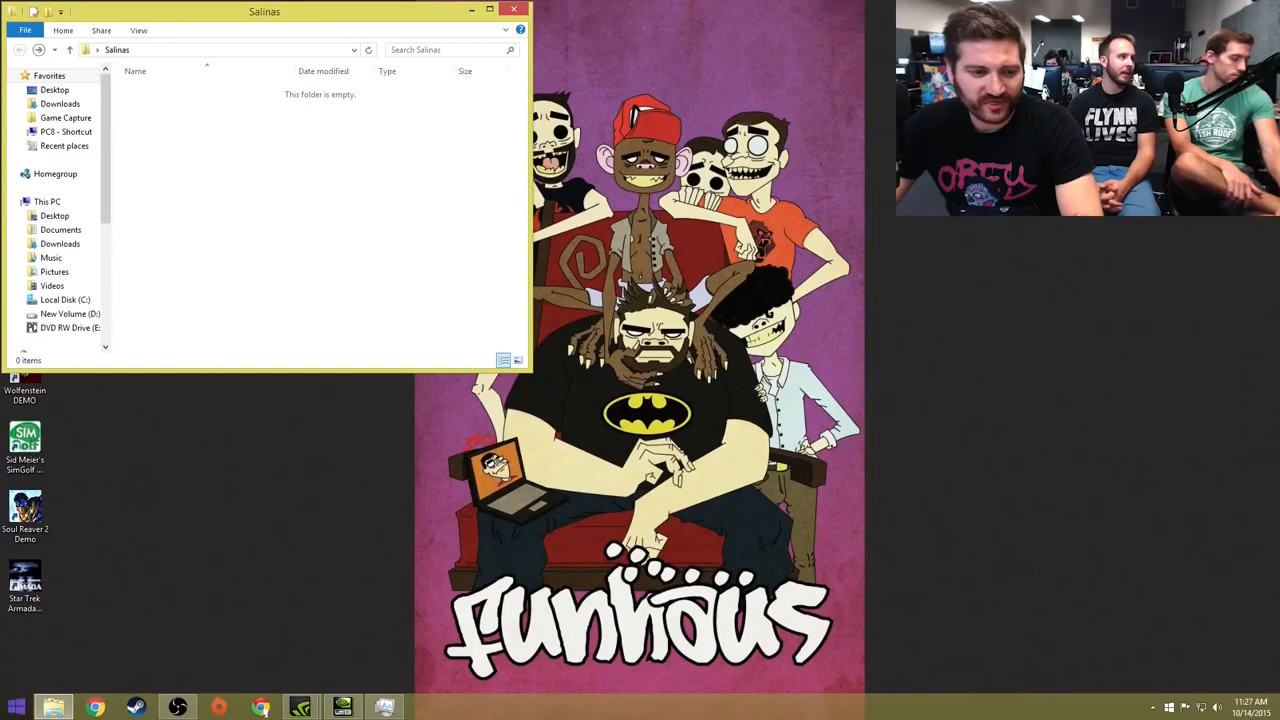 Salinas
File Home Share View
Salinas
Search Salinas
Name Date modified Type Size
This folder is empty.
Favorites
Desktop
Downloads
Game Capture
PC8 - Shortcut
Recent places
Homegroup
This PC
Desktop
Documents
Downloads
Music
Pictures
Videos
Local Disk (C:)
New Volume (D:)
DVD RW Drive (E:
0 items
Wolfenstein
DEMO
SIM
Golf
Sid Meier's
SimGolf ...
Soul Reaver 2
Demo
Star Trek
Armada...
OBEY
FLYNN
LIVES
funhaus
11:27 AM
10/14/2015